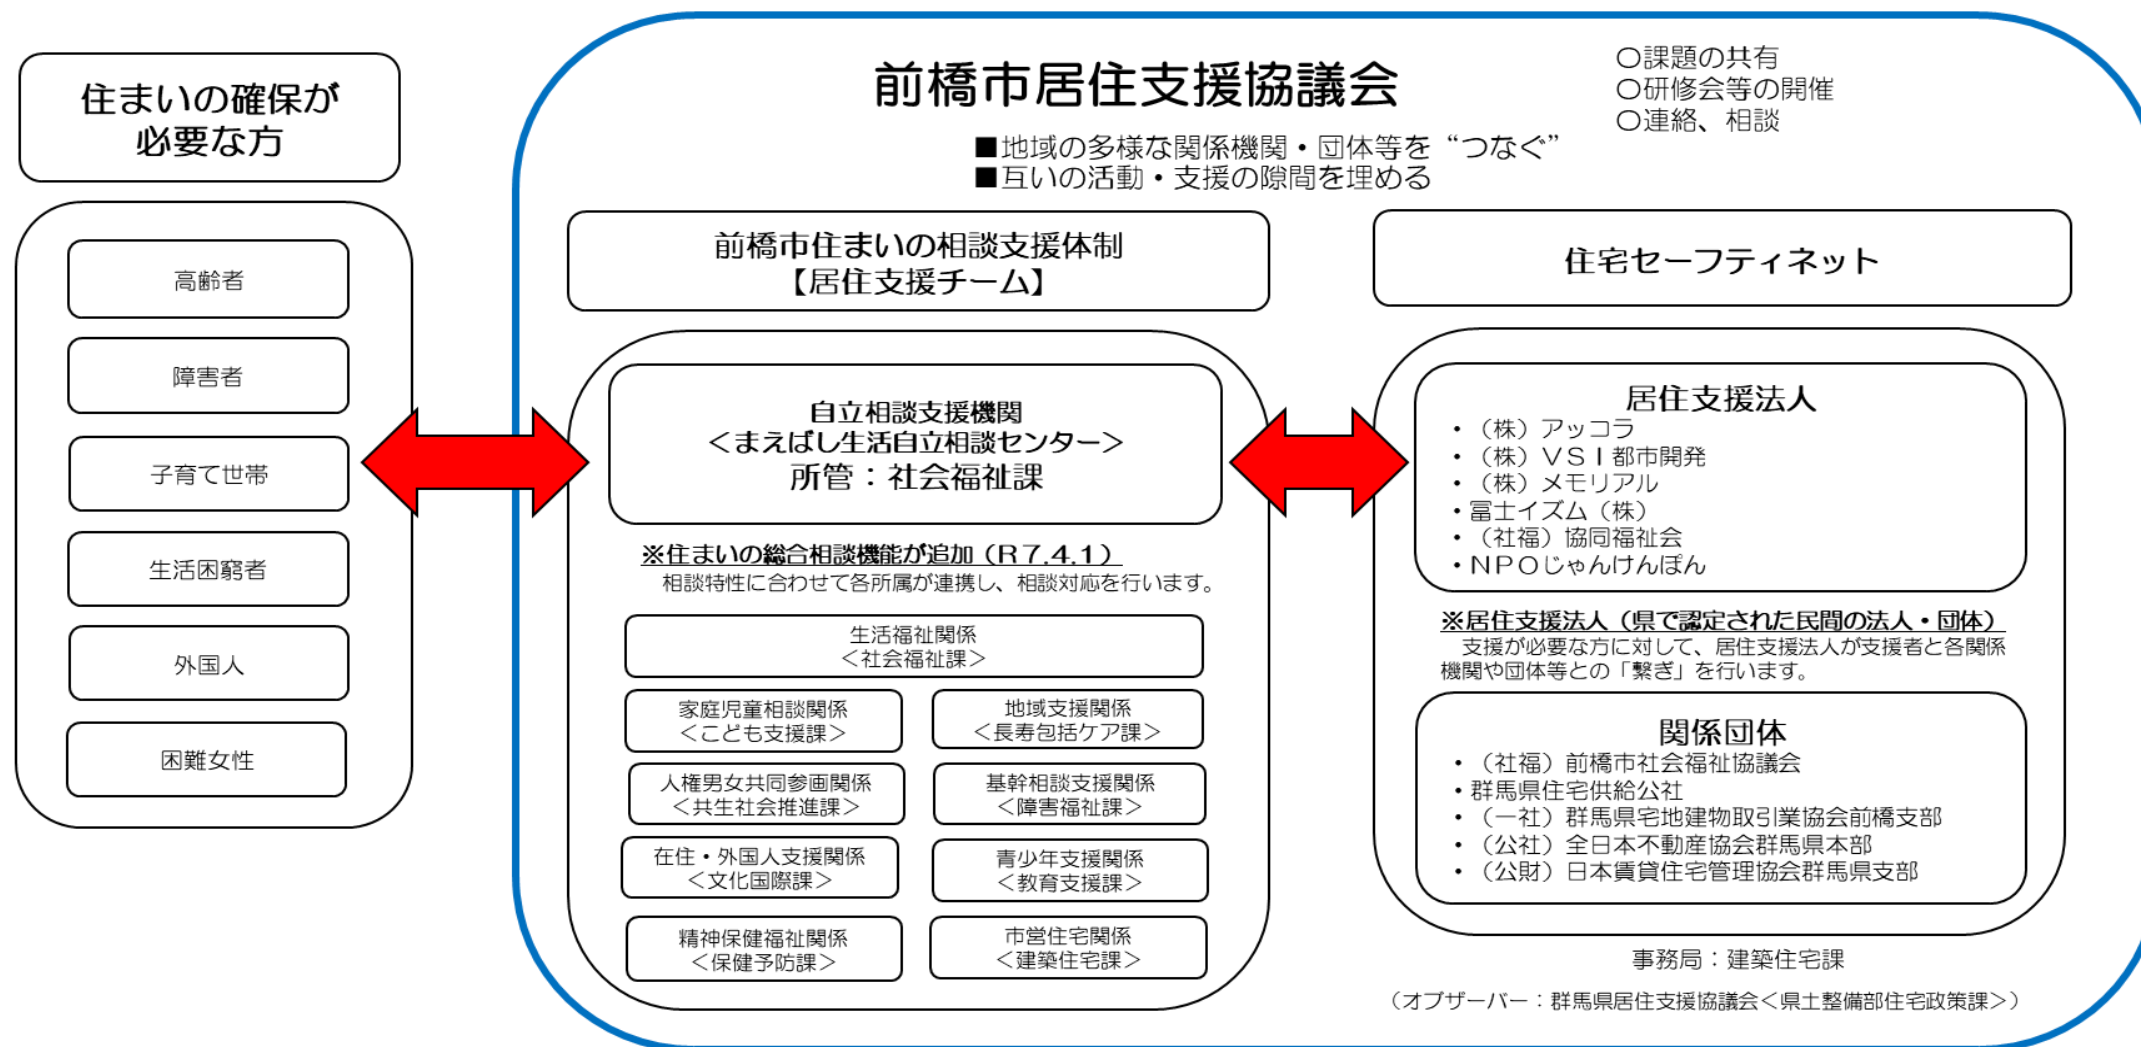 住まいの確保が
必要な方
高齢者
障害者
子育て世帯
生活困窮者
外国人
困難女性
前橋市居住支援協議会
○課題の共有
○研修会等の開催
○連絡、相談
■地域の多様な関係機関・団体等を“つなぐ”
■互いの活動・支援の隙間を埋める
前橋市住まいの相談支援体制
【居住支援チーム】
自立相談支援機関
＜まえばし生活自立相談センター＞
所管：社会福祉課
※住まいの総合相談機能が追加（Ｒ７.４.１）
相談特性に合わせて各所属が連携し、相談対応を行います。
生活福祉関係
＜社会福祉課＞
家庭児童相談関係
＜こども支援課＞
地域支援関係
＜長寿包括ケア課＞
人権男女共同参画関係
＜共生社会推進課＞
基幹相談支援関係
＜障害福祉課＞
在住・外国人支援関係
＜文化国際課＞
青少年支援関係
＜教育支援課＞
精神保健福祉関係
＜保健予防課＞
市営住宅関係
＜建築住宅課＞
住宅セーフティネット
居住支援法人
・（株）アッコラ
・（株）ＶＳＩ都市開発
・（株）メモリアル
・冨士イズム（株）
・（社福）協同福祉会
・ＮＰＯじゃんけんぽん
※居住支援法人（県で認定された民間の法人・団体）
支援が必要な方に対して、居住支援法人が支援者と各関係
機関や団体等との「繋ぎ」を行います。
関係団体
・（社福）前橋市社会福祉協議会
・群馬県住宅供給公社
・（一社）群馬県宅地建物取引業協会前橋支部
・（公社）全日本不動産協会群馬県本部
・（公財）日本賃貸住宅管理協会群馬県支部
事務局：建築住宅課
（オブザーバー：群馬県居住支援協議会＜県土整備部住宅政策課＞）